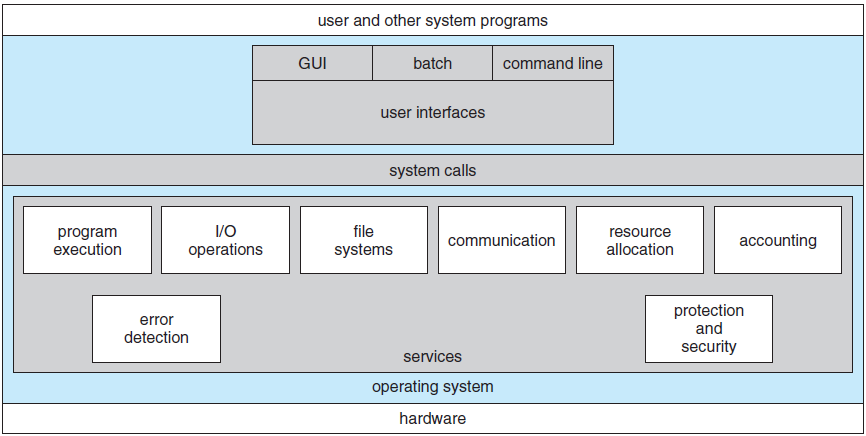 user and other system programs
GUI
batch
command line
user interfaces
system calls
program
execution
I/O
operations
file
systems
communication
resource
allocation
accounting
error
detection
protection
and
security
services
operating system
hardware